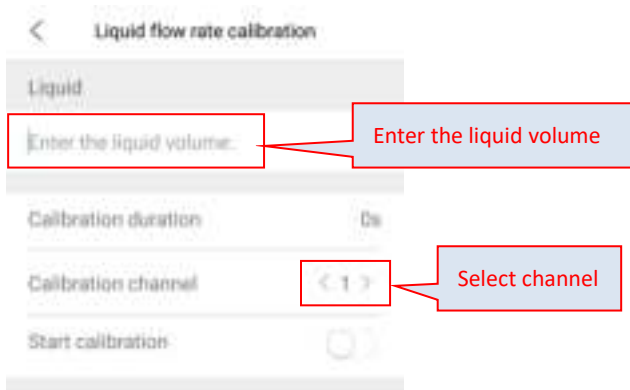 < Liquid flow rate calibration
Liquid
Enter the liquid volume.
Enter the liquid volume
Calibration duration 0s
Calibration channel < 1 >
Select channel
Start calibration